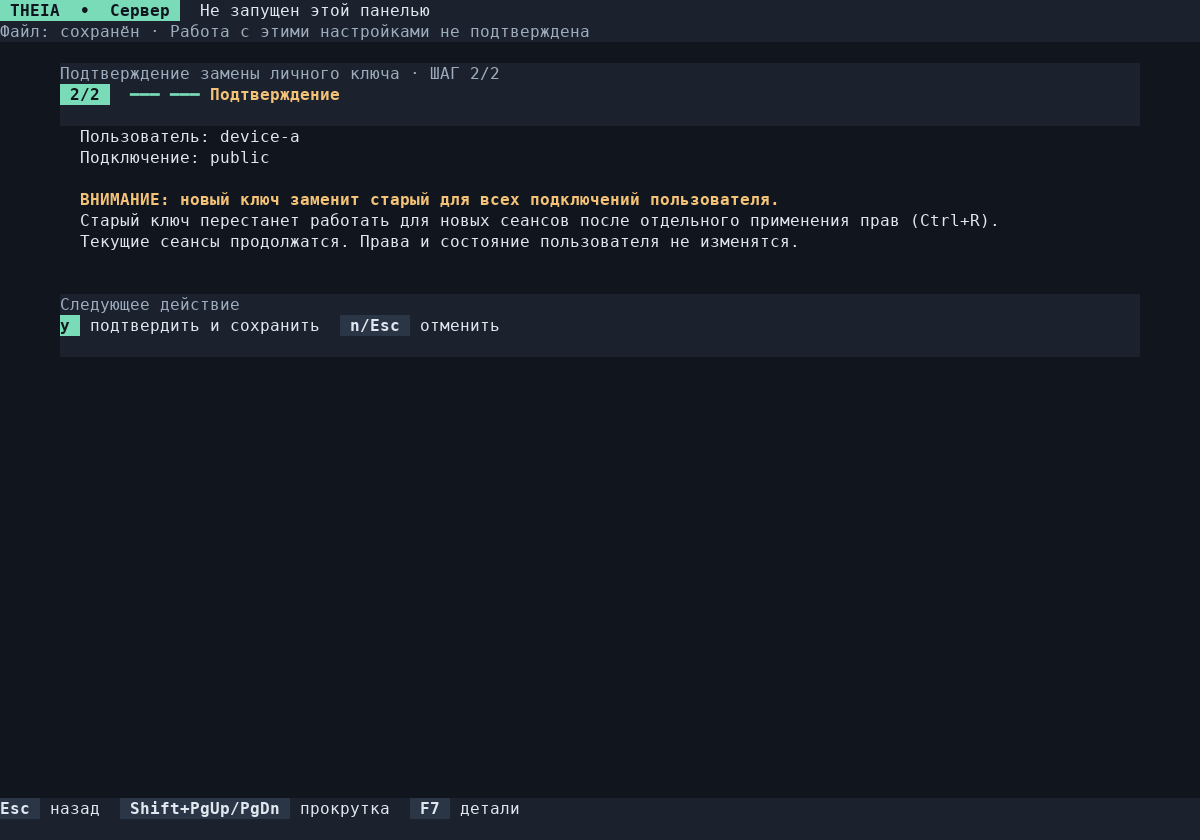 THEIA • Сервер Не запущен этой панелью
Файл: сохранён · Работа с этими настройками не подтверждена
Подтверждение замены личного ключа · ШАГ 2/2
2/2 ━━━ ━━━ Подтверждение
Пользователь: device-a
Подключение: public
ВНИМАНИЕ: новый ключ заменит старый для всех подключений пользователя.
Старый ключ перестанет работать для новых сеансов после отдельного применения прав (Ctrl+R).
Текущие сеансы продолжатся. Права и состояние пользователя не изменятся.
Следующее действие
y подтвердить и сохранить n/Esc отменить
Esc назад Shift+PgUp/PgDn прокрутка F7 детали